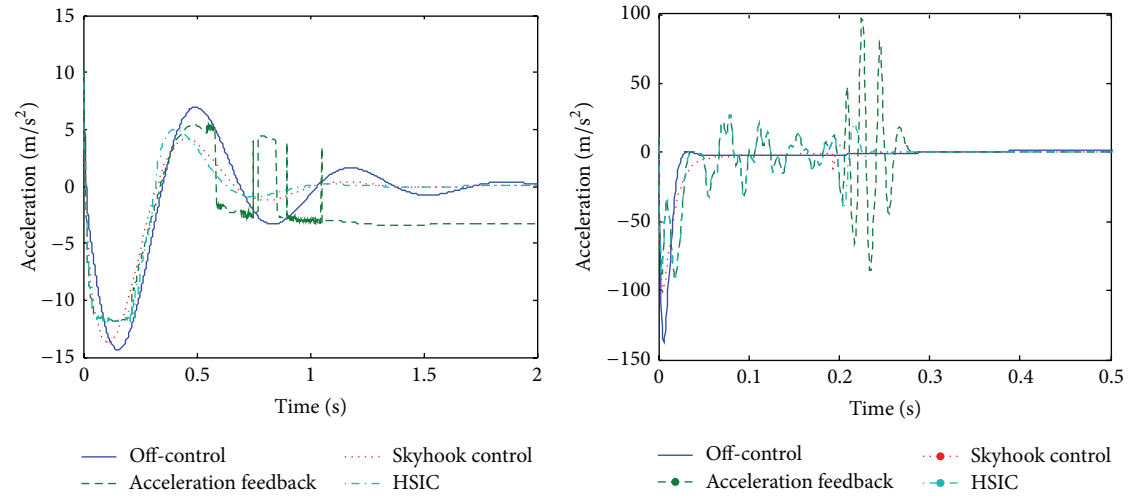 15
10
5
0
−5
−10
−15
Acceleration (m/s²)
0 0.5 1 1.5 2
Time (s)
Off-control
Skyhook control
Acceleration feedback
HSIC
100
50
0
−50
−100
−150
Acceleration (m/s²)
0 0.1 0.2 0.3 0.4 0.5
Time (s)
Off-control
Skyhook control
Acceleration feedback
HSIC